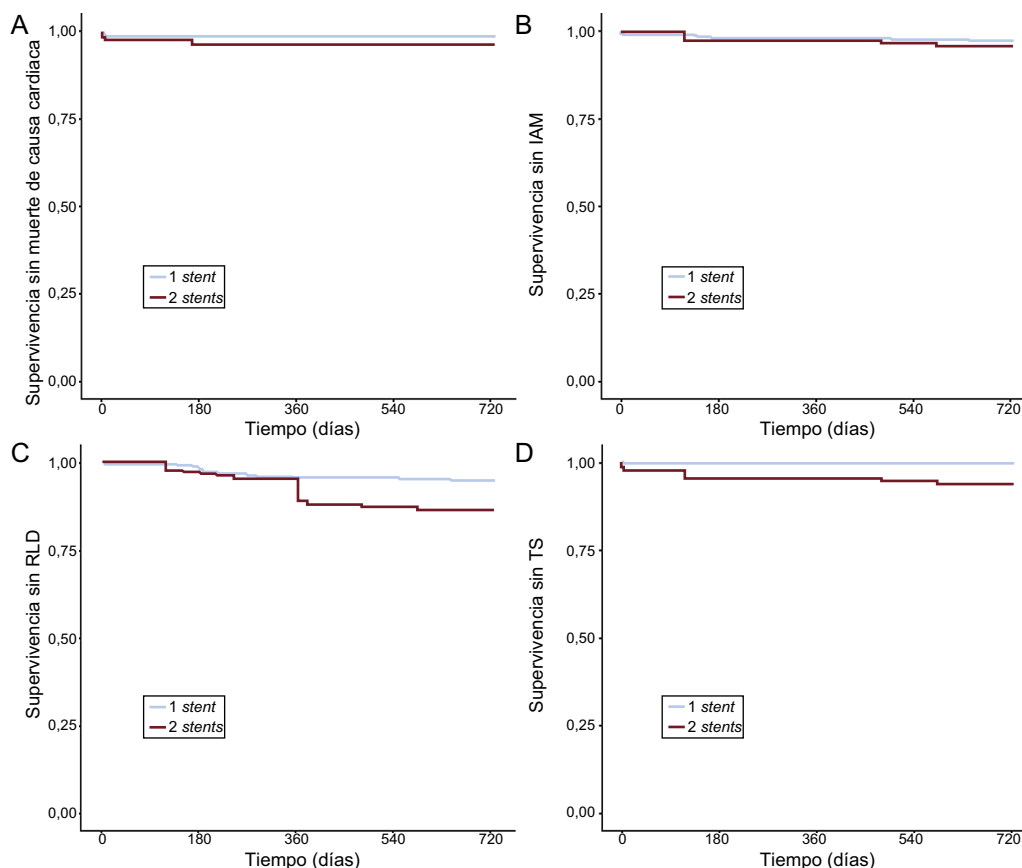 A
Supervivencia sin muerte de causa cardiaca
1,00
0,75
0,50
0,25
0,00
1 stent
2 stents
0 180 360 540 720
Tiempo (días)
B
Supervivencia sin IAM
1,00
0,75
0,50
0,25
0,00
1 stent
2 stents
0 180 360 540 720
Tiempo (días)
C
Supervivencia sin RLD
1,00
0,75
0,50
0,25
0,00
1 stent
2 stents
0 180 360 540 720
Tiempo (días)
D
Supervivencia sin TS
1,00
0,75
0,50
0,25
0,00
1 stent
2 stents
0 180 360 540 720
Tiempo (días)